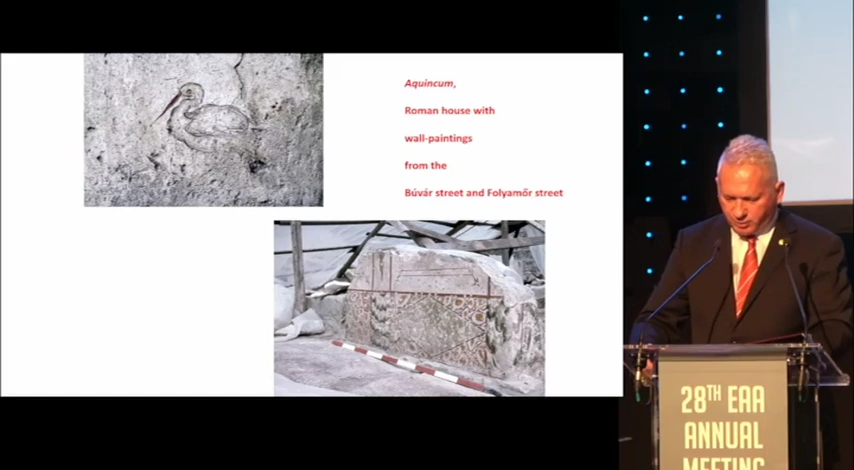 Aquincum,
Roman house with
wall-paintings
from the
Búvár street and Folyamőr street
28TH EAA
ANNUAL
MEETING